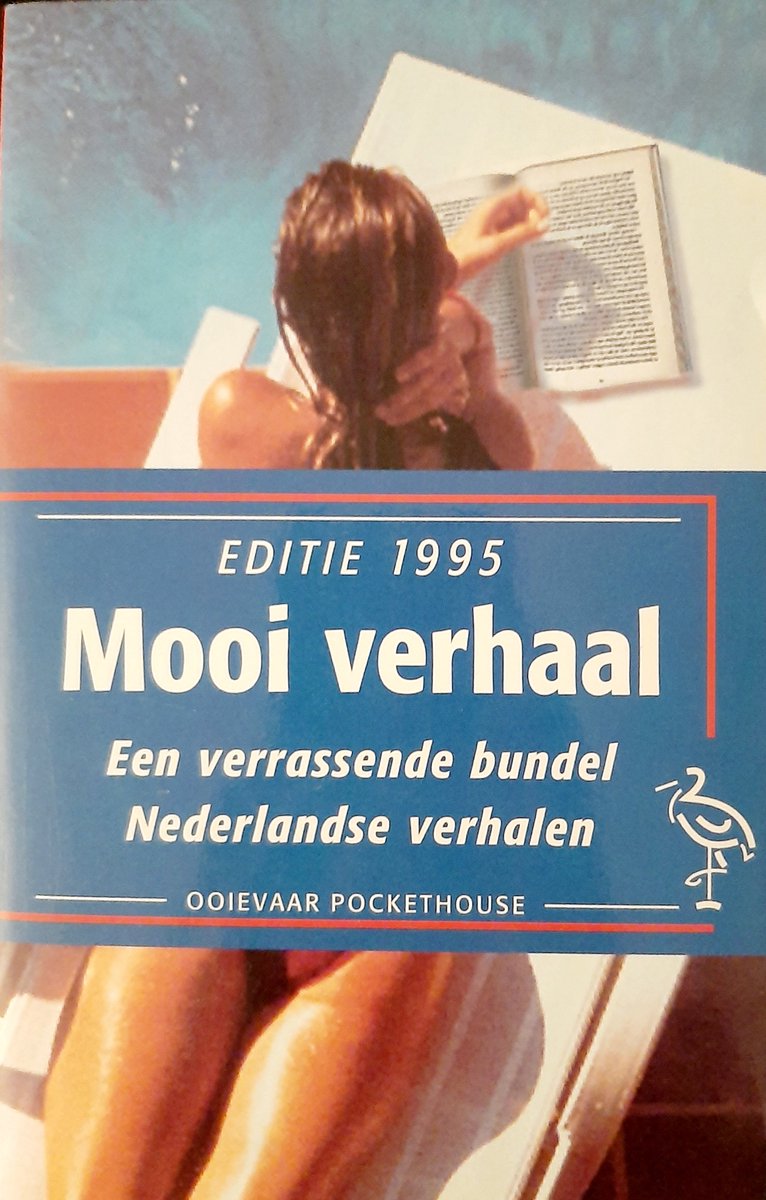 EDITIE 1995
Mooi verhaal
Een verrassende bundel
Nederlandse verhalen
OOIEVAAR POCKETHOUSE